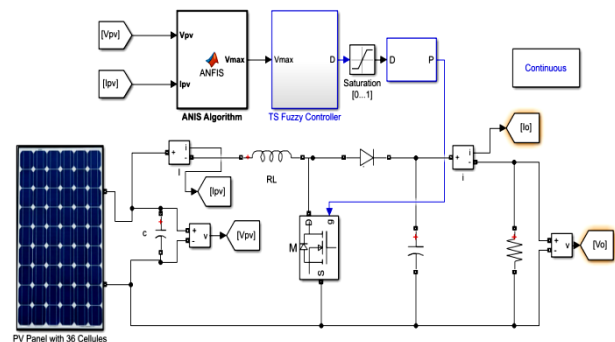 [Vpv]
Vpv
ANFIS
Vmax
[Ipv]
Ipv
ANIS Algorithm
Vmax
D
TS Fuzzy Controller
Saturation
[0...1]
D
P
Continuous
[Io]
i
+
-
I
[Ipv]
RL
i
+
-
i
c
+
-
v
[Vpv]
D
g
M
S
+
-
v
[Vo]
PV Panel with 36 Cellules